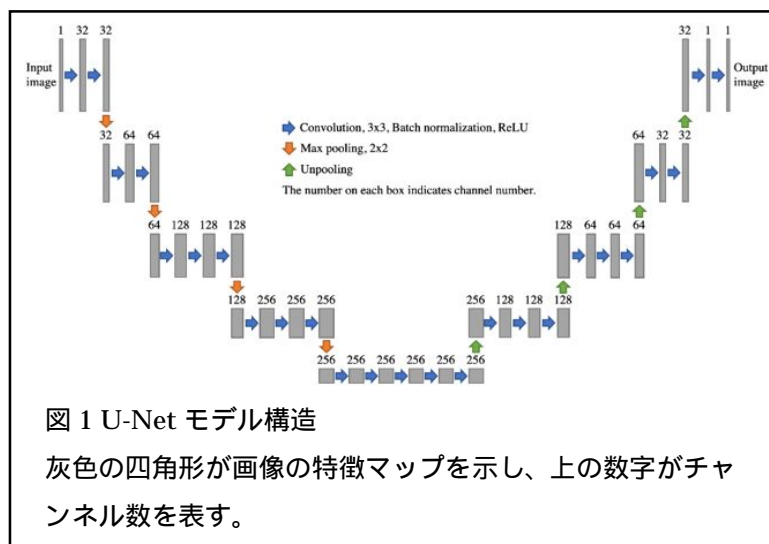 1 32 32
32 1 1
Input
image
Output
image
Convolution, 3x3, Batch normalization, ReLU
Max pooling, 2x2
Unpooling
The number on each box indicates channel number.
32 64 64
64 32 32
64 128 128 128
128 64 64 64
128 256 256 256
256 128 128 128
256 256 256 256 256 256
図 1 U-Net モデル構造
灰色の四角形が画像の特徴マップを示し、上の数字がチャ
ンネル数を表す。